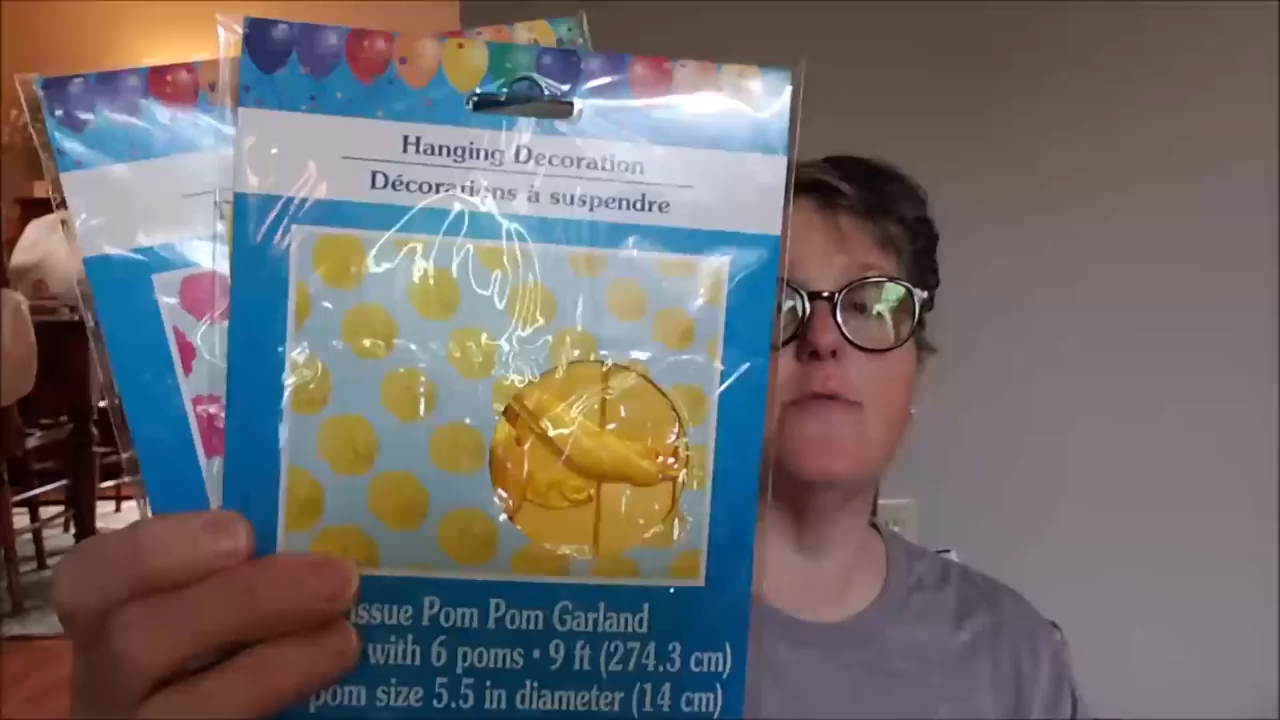 Hanging Decoration
Décorations à suspendre
issue Pom Pom Garland
with 6 poms • 9 ft (274.3 cm)
pom size 5.5 in diameter (14 cm)